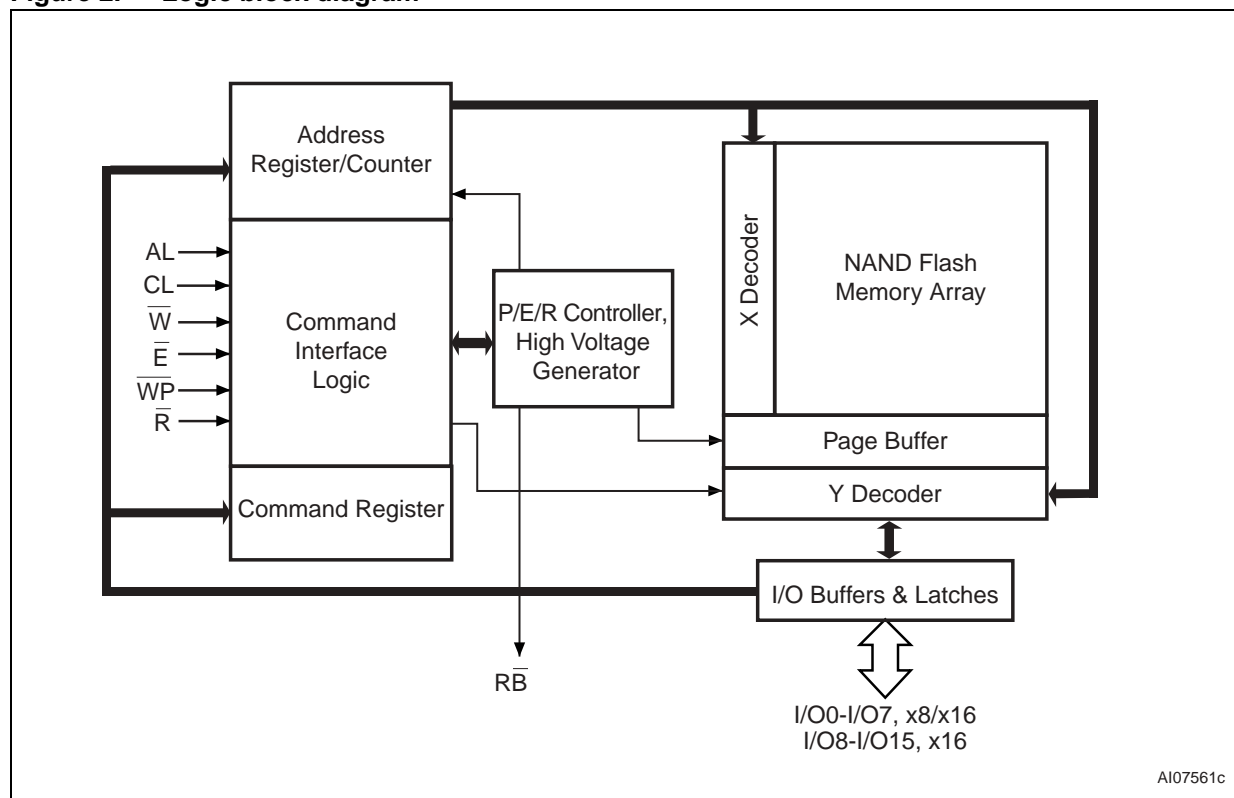 Figure 2. Logic block diagram
Address
Register/Counter
AL
CL
W̅
E̅
W̅P̅
R̅
Command
Interface
Logic
Command Register
P/E/R Controller,
High Voltage
Generator
X Decoder
NAND Flash
Memory Array
Page Buffer
Y Decoder
I/O Buffers & Latches
RB̅
I/O0-I/O7, x8/x16
I/O8-I/O15, x16
AI07561c